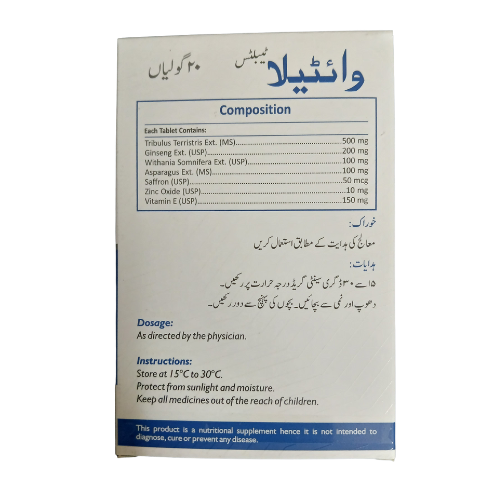 وائٹیلا ٹیبلٹس ۲۰ گولیاں
Composition
Each Tablet Contains:
Tribulus Terristris Ext. (MS)....500 mg
Ginseng Ext. (USP)....200 mg
Withania Somnifera Ext. (USP)....100 mg
Asparagus Ext. (MS)....100 mg
Saffron (USP)....50 mcg
Zinc Oxide (USP)....10 mg
Vitamin E (USP)....150 mg
خوراک:
معالج کی ہدایت کے مطابق استعمال کریں
ہدایات:
۱۵ سے ۳۰ ڈگری سینٹی گریڈ درجہ حرارت پر رکھیں۔
دھوپ اور نمی سے بچائیں۔ بچوں کی پہنچ سے دور رکھیں۔
Dosage:
As directed by the physician.
Instructions:
Store at 15°C to 30°C.
Protect from sunlight and moisture.
Keep all medicines out of the reach of children.
This product is a nutritional supplement hence it is not intended to
diagnose, cure or prevent any disease.